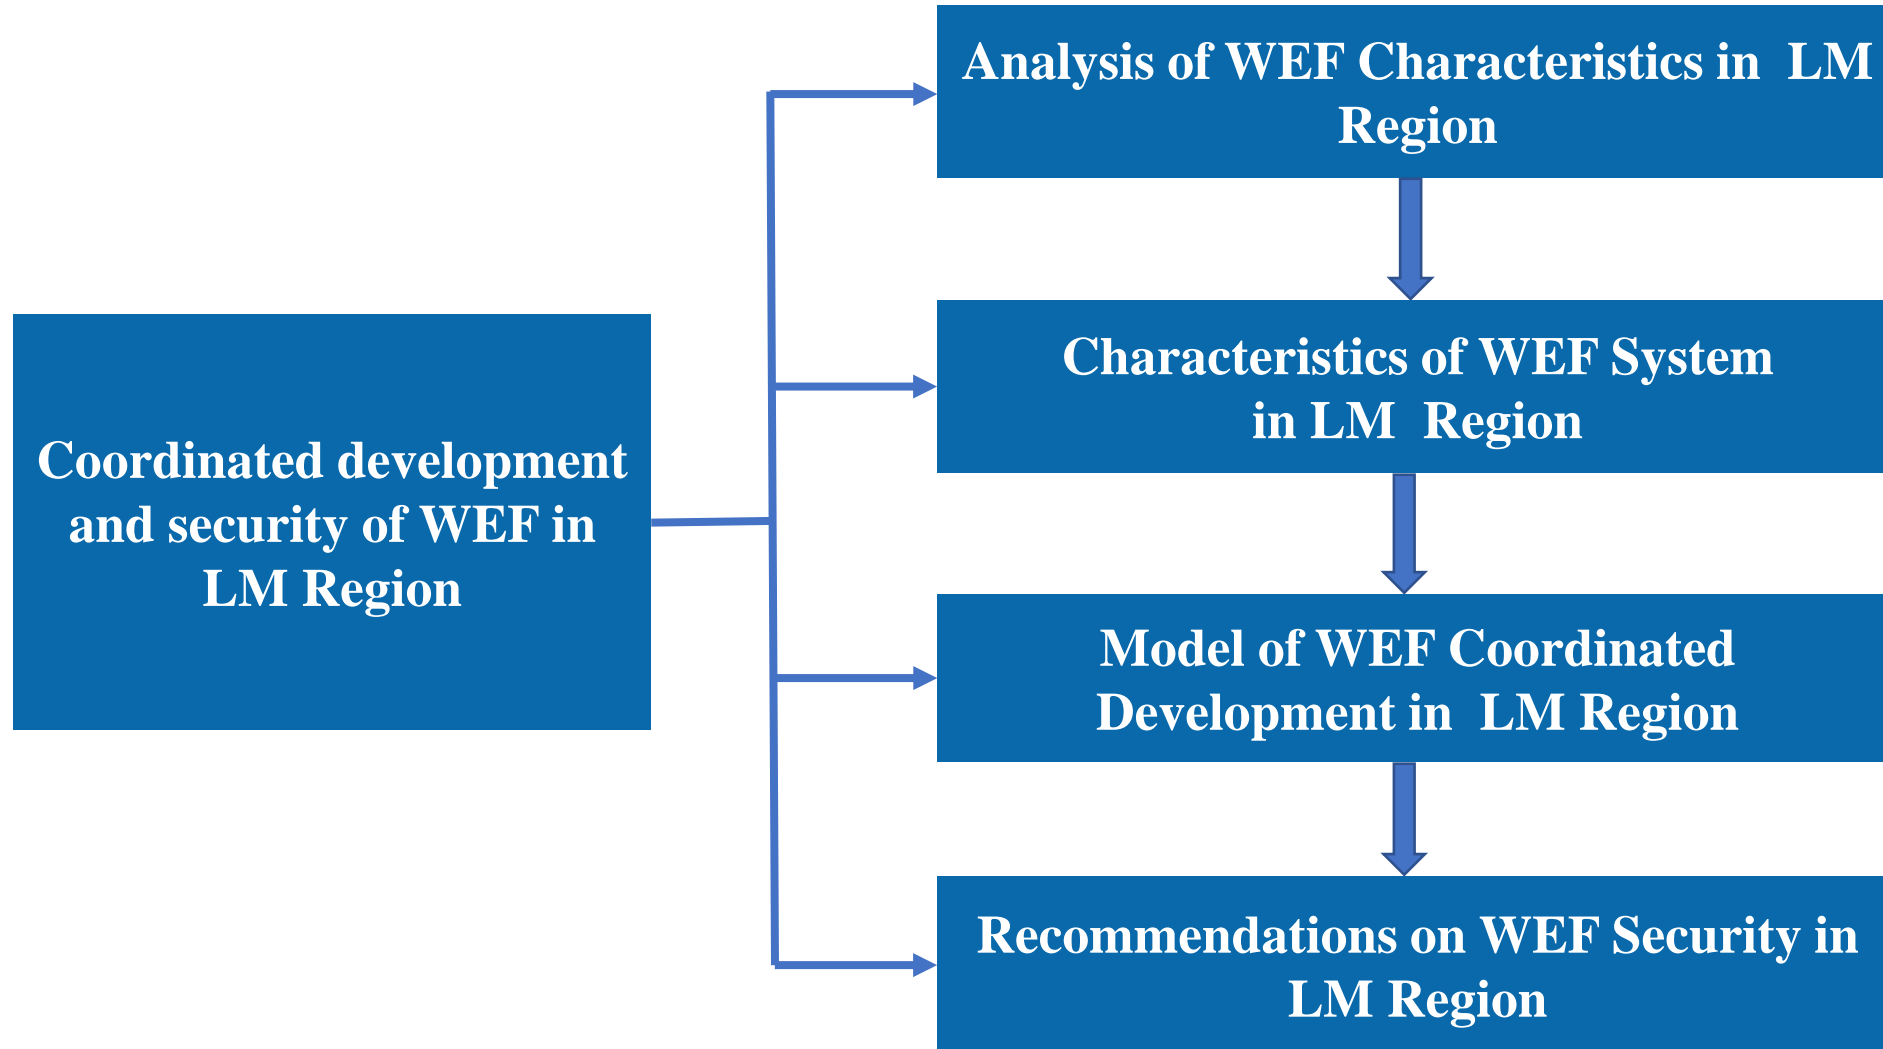 Analysis of WEF Characteristics in LM
Region
Characteristics of WEF System
in LM Region
Coordinated development
and security of WEF in
LM Region
Model of WEF Coordinated
Development in LM Region
Recommendations on WEF Security in
LM Region